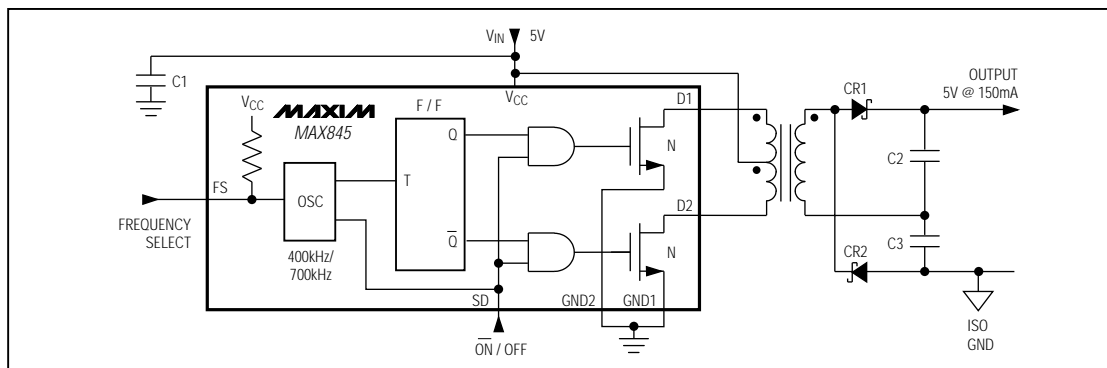 VIN 5V
C1
VCC
VCC
MAXIM
MAX845
F / F
D1
CR1
OUTPUT
5V @ 150mA
Q
N
C2
FS
OSC
T
FREQUENCY
SELECT
D2
Q̅
N
C3
400kHz/
700kHz
CR2
SD
GND2
GND1
O̅N̅ / OFF
ISO
GND